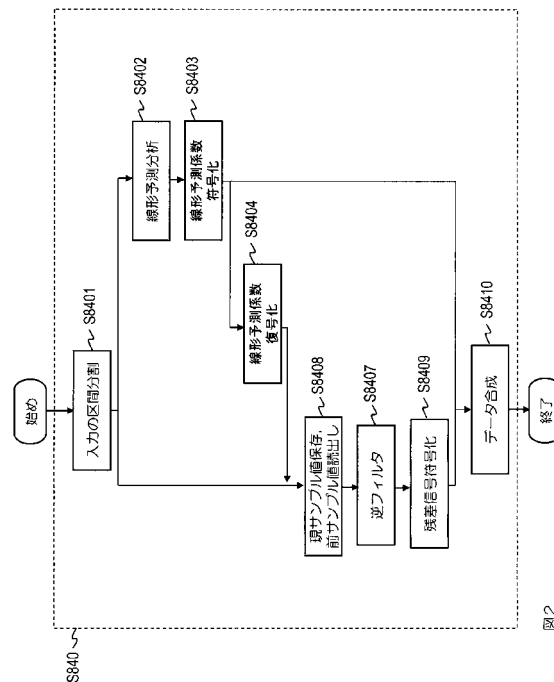 S840
始め
入力の区間分割
S8401
線形予測分析
S8402
線形予測係数
符号化
S8403
線形予測係数
復号化
S8404
現サンプル値保存,
前サンプル値読出し
S8408
逆フィルタ
S8407
残差信号符号化
S8409
データ合成
S8410
終了
図2